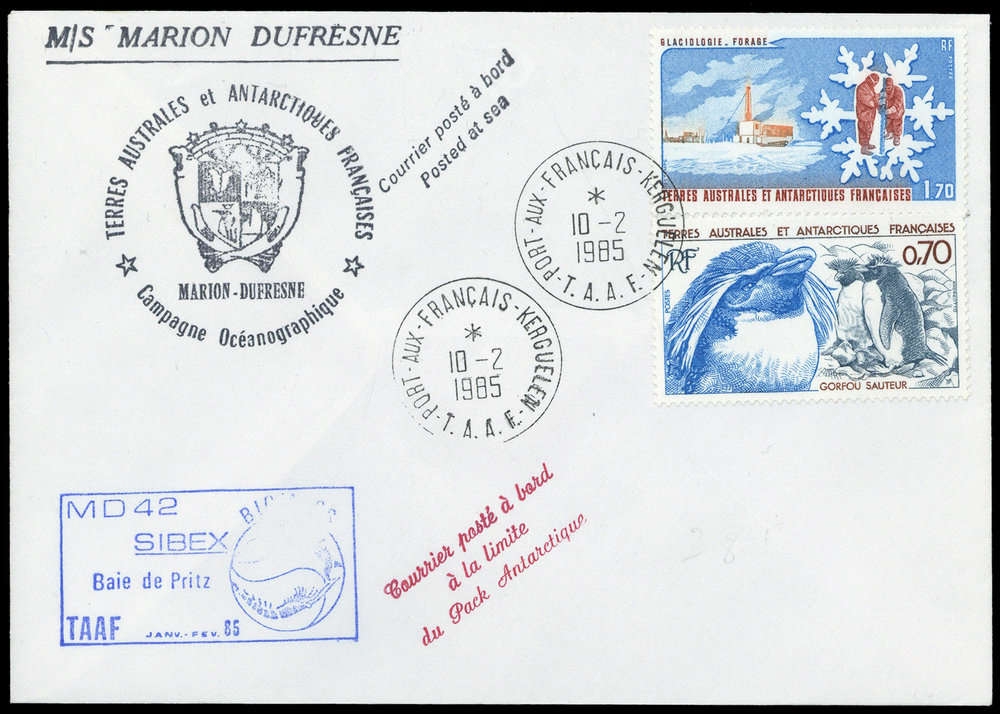 M/S MARION DUFRESNE
TERRES AUSTRALES et ANTARCTIQUES FRANÇAISES
MARION-DUFRESNE
Campagne Océanographique
Courrier posté à bord
Posted at sea
PORT-AUX-FRANÇAIS-KERGUELEN
10-2
1985
T.A.A.F.
PORT-AUX-FRANÇAIS-KERGUELEN
10-2
1985
T.A.A.F.
GLACIOLOGIE_FORAGE
RF
POSTES
TERRES AUSTRALES ET ANTARCTIQUES FRANÇAISES
1,70
TERRES AUSTRALES ET ANTARCTIQUES FRANÇAISES
RF
0,70
POSTES
GORFOU SAUTEUR
MD 42
SIBEX
Baie de Pritz
TAAF JANV.-FEV. 85
Courrier posté à bord
à la limite
du Pack Antarctique